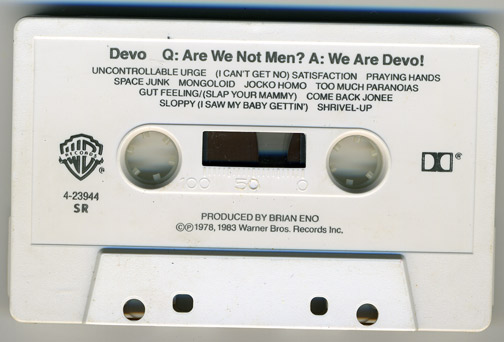 Devo Q: Are We Not Men? A: We Are Devo!
UNCONTROLLABLE URGE (I CAN'T GET NO) SATISFACTION PRAYING HANDS
SPACE JUNK MONGOLOID JOCKO HOMO TOO MUCH PARANOIAS
GUT FEELING/(SLAP YOUR MAMMY) COME BACK JONEE
SLOPPY (I SAW MY BABY GETTIN') SHRIVEL-UP
WB
RECORDS
®
4-23944
SR
100 50 0
®
PRODUCED BY BRIAN ENO
©℗1978, 1983 Warner Bros. Records Inc.